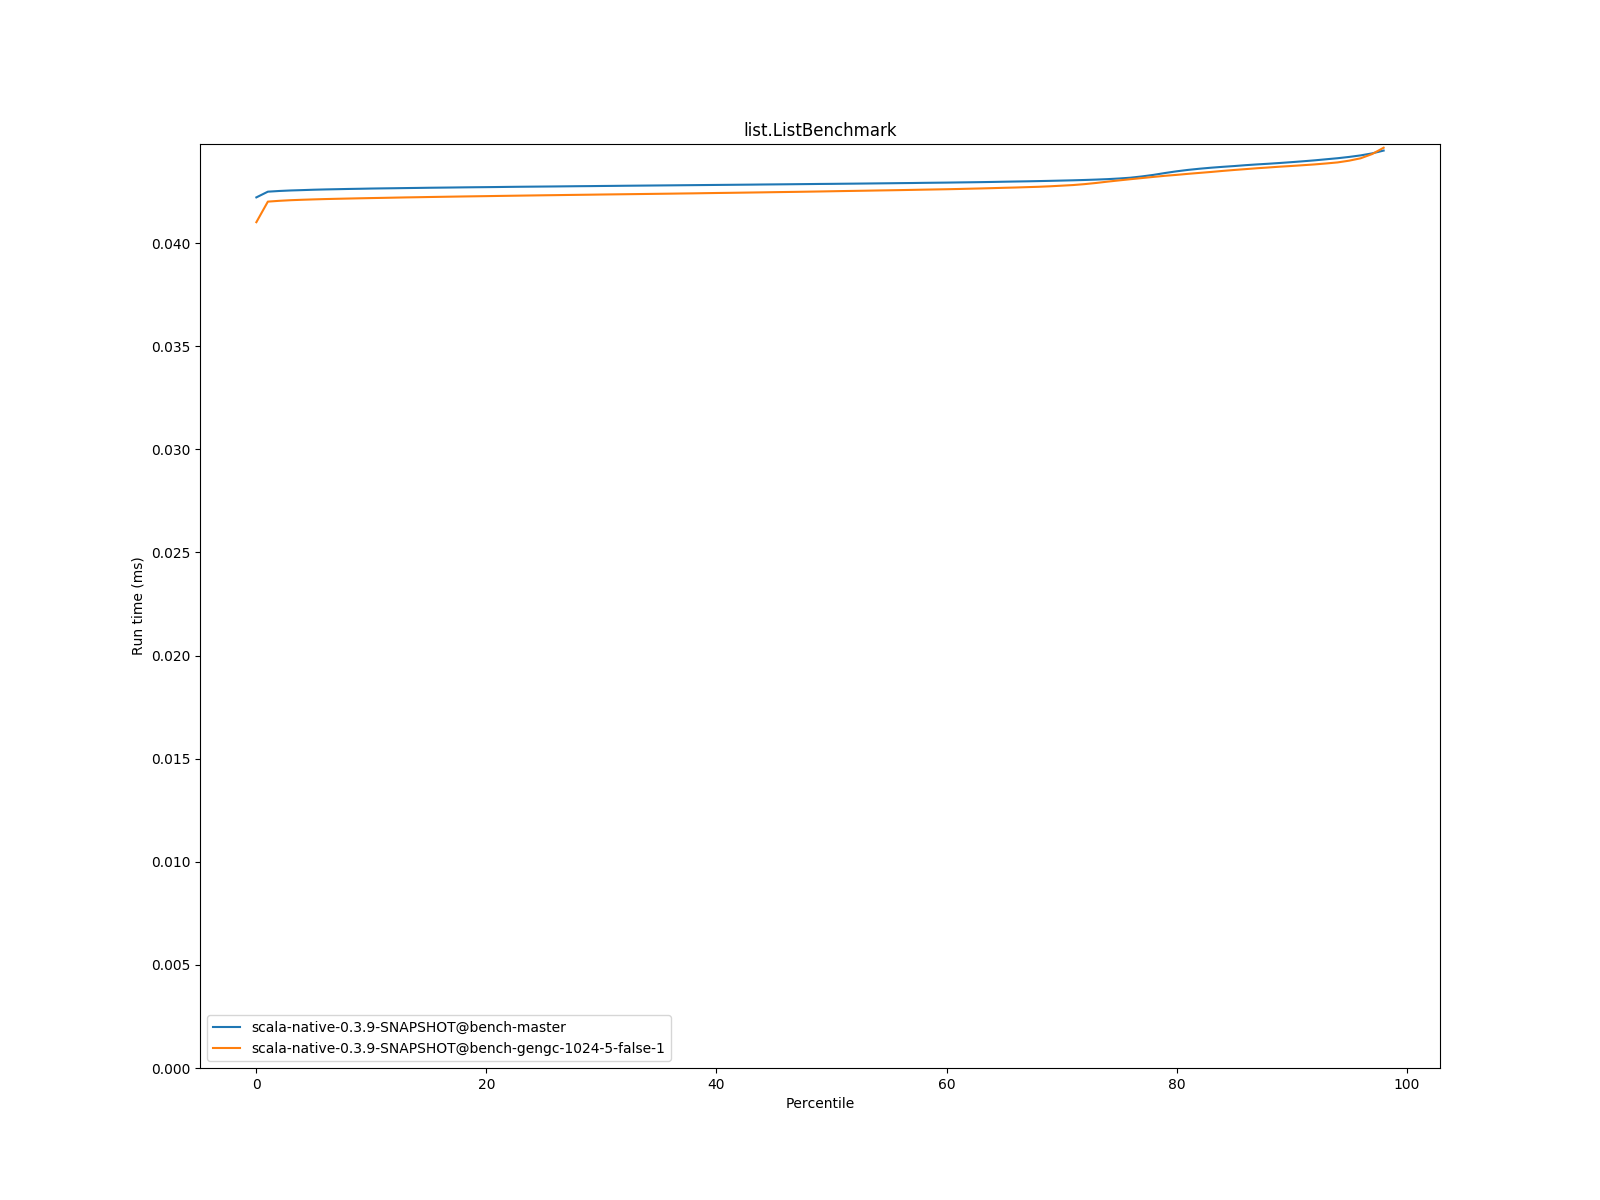 list.ListBenchmark
Run time (ms)
0.040
0.035
0.030
0.025
0.020
0.015
0.010
0.005
0.000
scala-native-0.3.9-SNAPSHOT@bench-master
scala-native-0.3.9-SNAPSHOT@bench-gengc-1024-5-false-1
0 20 40 60 80 100
Percentile